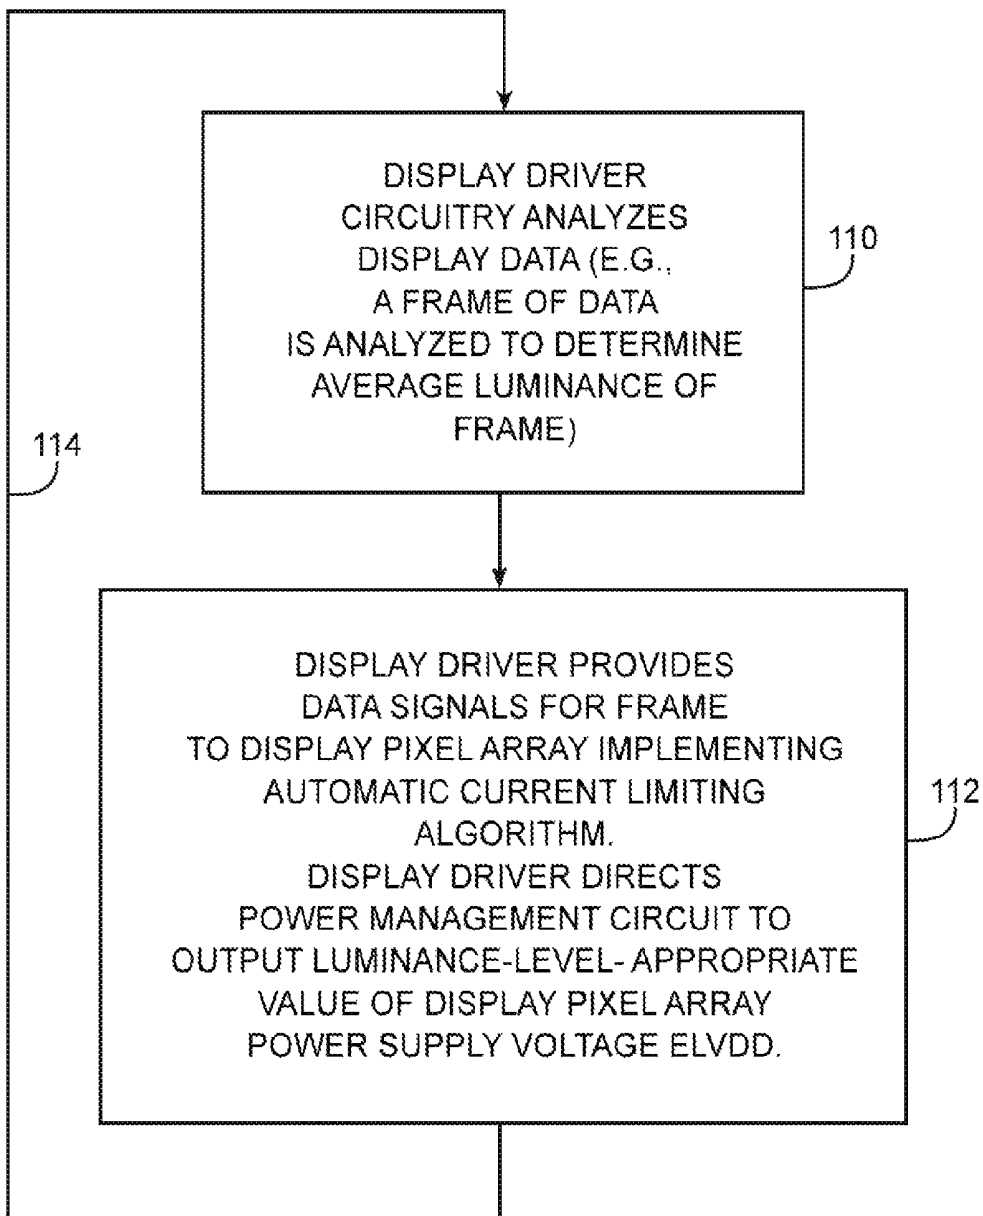 DISPLAY DRIVER
CIRCUITRY ANALYZES
DISPLAY DATA (E.G.,
A FRAME OF DATA
IS ANALYZED TO DETERMINE
AVERAGE LUMINANCE OF
FRAME)
110
114
DISPLAY DRIVER PROVIDES
DATA SIGNALS FOR FRAME
TO DISPLAY PIXEL ARRAY IMPLEMENTING
AUTOMATIC CURRENT LIMITING
ALGORITHM.
DISPLAY DRIVER DIRECTS
POWER MANAGEMENT CIRCUIT TO
OUTPUT LUMINANCE-LEVEL- APPROPRIATE
VALUE OF DISPLAY PIXEL ARRAY
POWER SUPPLY VOLTAGE ELVDD.
112